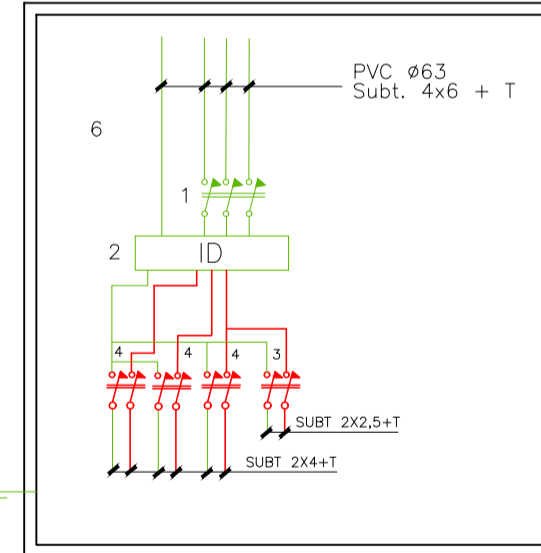 PVC ø63
Subt. 4x6 + T
6
1
2
ID
4
4
4
3
SUBT 2X2,5+T
SUBT 2X4+T